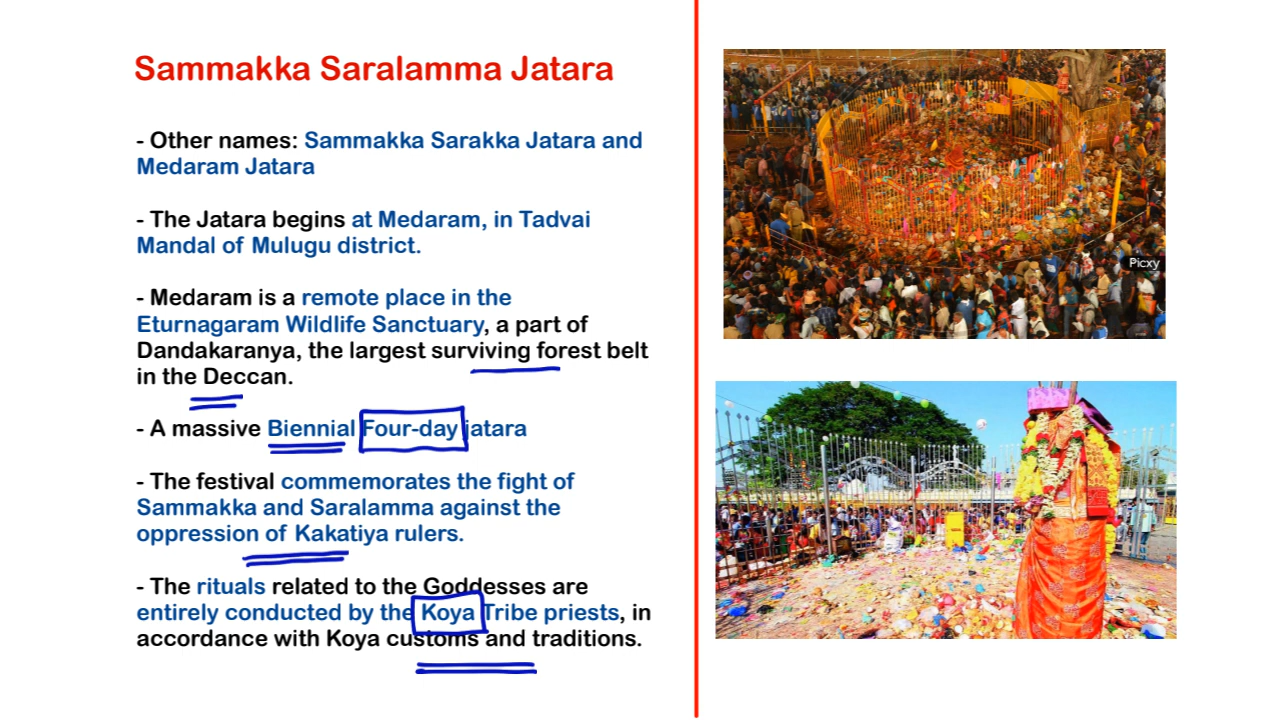 Sammakka Saralamma Jatara
- Other names: Sammakka Sarakka Jatara and
Medaram Jatara
- The Jatara begins at Medaram, in Tadvai
Mandal of Mulugu district.
- Medaram is a remote place in the
Eturnagaram Wildlife Sanctuary, a part of
Dandakaranya, the largest surviving forest belt
in the Deccan.
- A massive Biennial Four-day jatara
- The festival commemorates the fight of
Sammakka and Saralamma against the
oppression of Kakatiya rulers.
- The rituals related to the Goddesses are
entirely conducted by the Koya Tribe priests, in
accordance with Koya customs and traditions.
Picxy